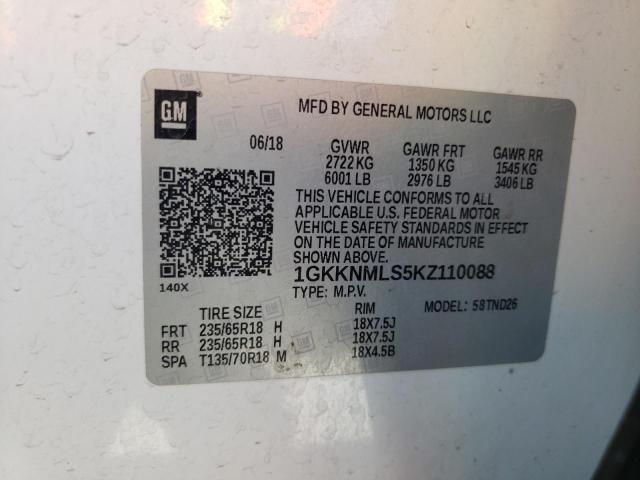 GM
MFD BY GENERAL MOTORS LLC
06/18 GVWR GAWR FRT GAWR RR
2722 KG 1350 KG 1545 KG
6001 LB 2976 LB 3406 LB
THIS VEHICLE CONFORMS TO ALL
APPLICABLE U.S. FEDERAL MOTOR
VEHICLE SAFETY STANDARDS IN EFFECT
ON THE DATE OF MANUFACTURE
SHOWN ABOVE.
140X
1GKKNMLS5KZ110088
TYPE: M.P.V. MODEL: 58TND26
TIRE SIZE RIM
FRT 235/65R18 H 18X7.5J
RR 235/65R18 H 18X7.5J
SPA T135/70R18 M 18X4.5B